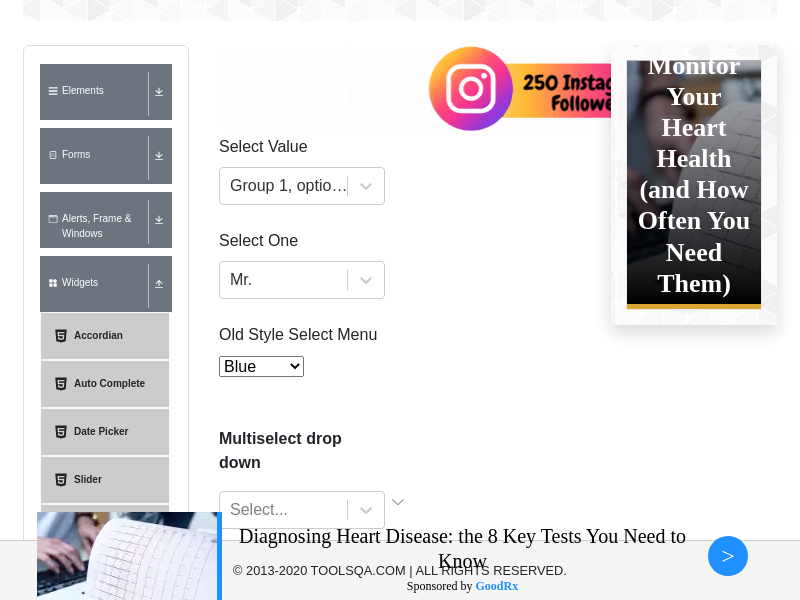 Elements
Forms
Alerts, Frame &
Windows
Widgets
Accordian
Auto Complete
Date Picker
Slider
Select Value
Group 1, optio…
Select One
Mr.
Old Style Select Menu
Blue
Multiselect drop
down
Select...
Monitor
Your
Heart
Health
(and How
Often You
Need
Them)
Diagnosing Heart Disease: the 8 Key Tests You Need to
Know
© 2013-2020 TOOLSQA.COM | ALL RIGHTS RESERVED.
Sponsored by GoodRx
>
250